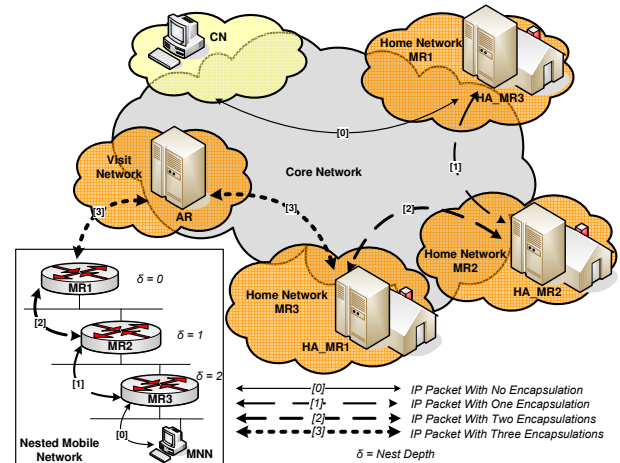 CN
Home Network
MR1
HA_MR3
[0]
Visit
Network
Core Network
[1]
AR
[3]
[3]
[2]
Home Network
MR2
HA_MR2
MR1
δ = 0
Home Network
MR3
HA_MR1
[2]
MR2
δ = 1
[1]
MR3
δ = 2
[0]
Nested Mobile
Network
MNN
[0]
IP Packet With No Encapsulation
[1]
IP Packet With One Encapsulation
[2]
IP Packet With Two Encapsulations
[3]
IP Packet With Three Encapsulations
δ = Nest Depth